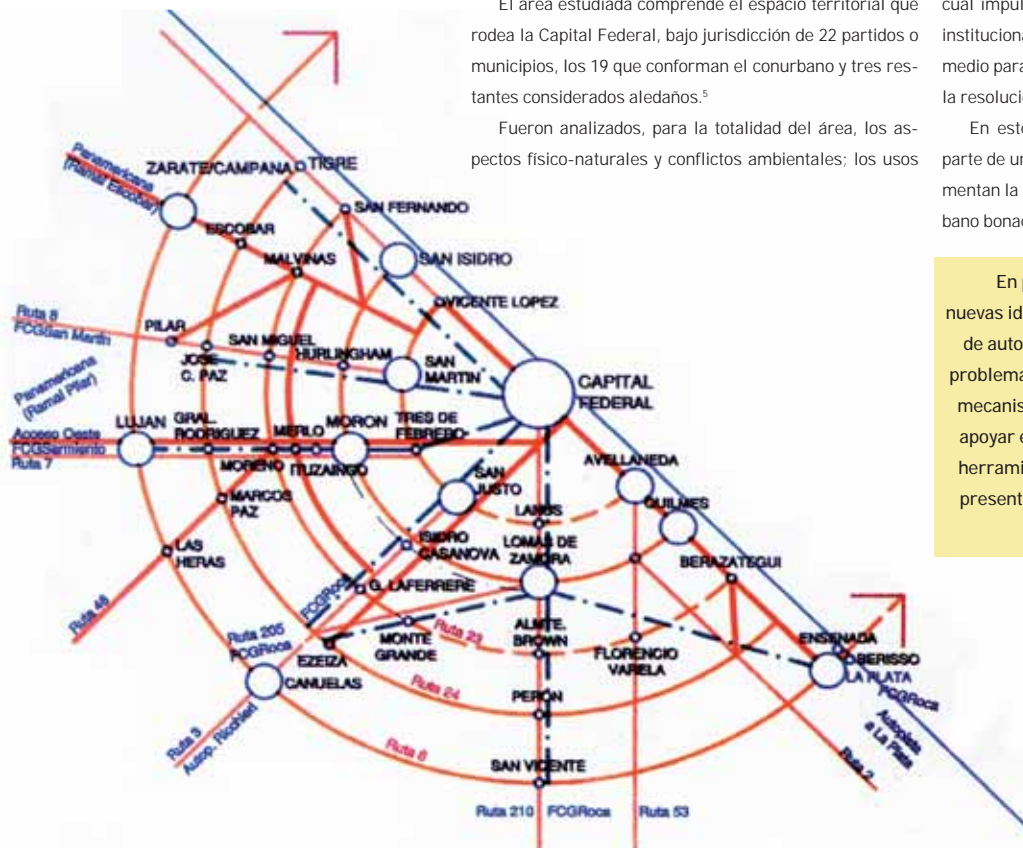 El área estudiada comprende el espacio territorial que
rodea la Capital Federal, bajo jurisdicción de 22 partidos o
municipios, los 19 que conforman el conurbano y tres res-
tantes considerados aledaños.⁵
Fueron analizados, para la totalidad del área, los as-
pectos físico-naturales y conflictos ambientales; los usos
cual impul
instituciona
medio para
la resoluci
En este
parte de un
mentan la
bano bona
En
nuevas id
de auto
problema
mecanis
apoyar e
herrami
present
Panamericana
(Ramal Escobar)
ZARATE/CAMPANA
TIGRE
SAN FERNANDO
ESCOBAR
MALVINAS
SAN ISIDRO
VICENTE LOPEZ
Ruta 8
FCGSan Martín
PILAR
JOSE
C. PAZ
SAN MIGUEL
HURLINGHAM
SAN
MARTIN
CAPITAL
FEDERAL
Panamericana
(Ramal Pilar)
LUJAN
GRAL.
RODRIGUEZ
MERLO
MORON
TRES DE
FEBRERO
Acceso Oeste
FCGSarmiento
Ruta 7
MORENO
ITUZAINGO
SAN
JUSTO
AVELLANEDA
QUILMES
MARCOS
PAZ
LANUS
LAS
HERAS
ISIDRO
CASANOVA
LOMAS DE
ZAMORA
BERAZATEGUI
FCGRoca
G. LAFERRERE
Ruta 205
FCGRoca
EZEIZA
MONTE
GRANDE
Ruta 23
ALMTE.
BROWN
FLORENCIO
VARELA
ENSENADA
BERISSO
LA PLATA
FCGRoca
CANUELAS
Ruta 24
PERON
Autopista
a La Plata
Ruta 3
Autop. Ricchieri
Ruta 6
SAN VICENTE
Ruta 2
Ruta 210
FCGRoca
Ruta 53